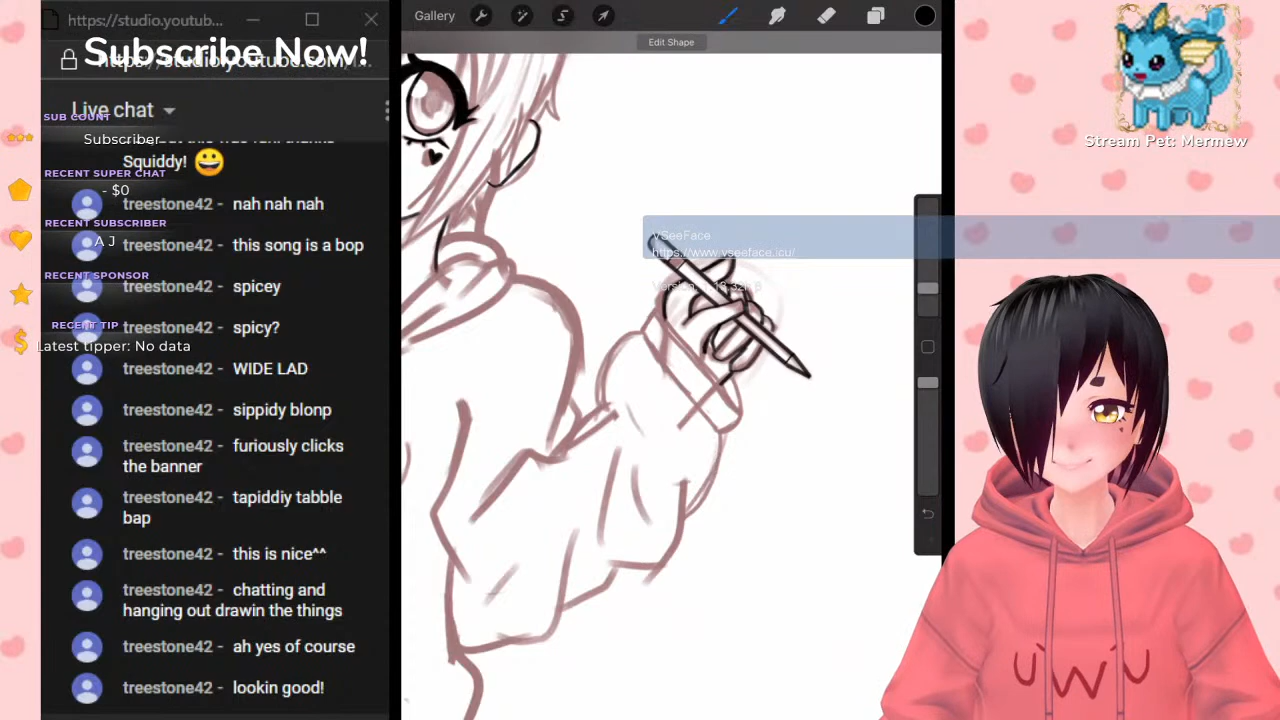 https://studio.youtub...
Subscribe Now!
https://studio.youtube.com/l...
Live chat
SUB COUNT
Subscriber
Squiddy! 😀
RECENT SUPER CHAT
- $0
treestone42 - nah nah nah
RECENT SUBSCRIBER
A J
treestone42 - this song is a bop
RECENT SPONSOR
treestone42 - spicey
RECENT TIP
treestone42 - spicy?
Latest tipper: No data
treestone42 - WIDE LAD
treestone42 - sippidy blonp
treestone42 - furiously clicks
the banner
treestone42 - tapiddiy tabble
bap
treestone42 - this is nice^^
treestone42 - chatting and
hanging out drawin the things
treestone42 - ah yes of course
treestone42 - lookin good!
Gallery
Edit Shape
VSeeFace
https://www.vseeface.icu/
Stream Pet: Mermew
UWU